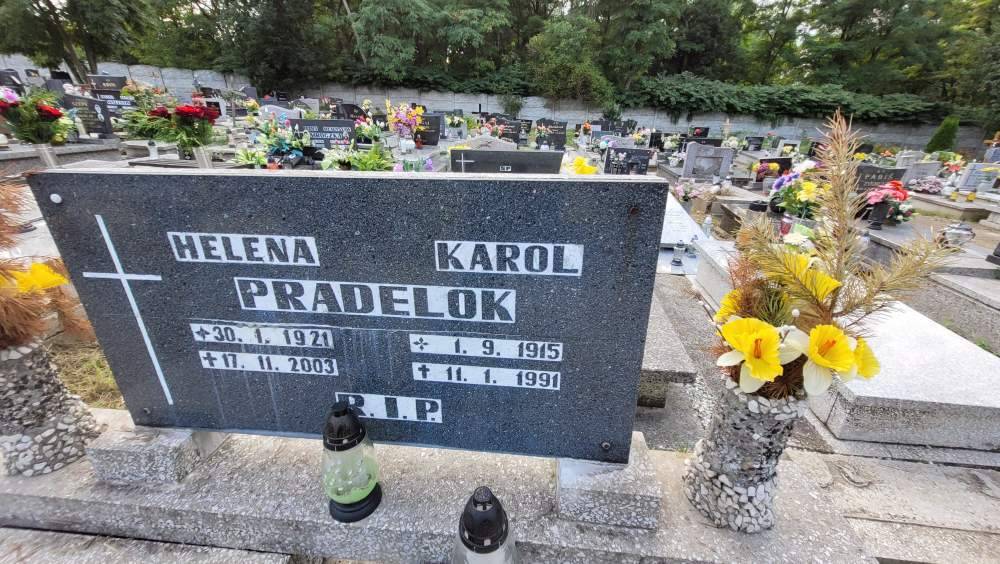 HELENA KAROL
PRADELOK
✣ 30. 1. 1921 ✣ 1. 9. 1915
✝ 17. 11. 2003 ✝ 11. 1. 1991
R.I.P.